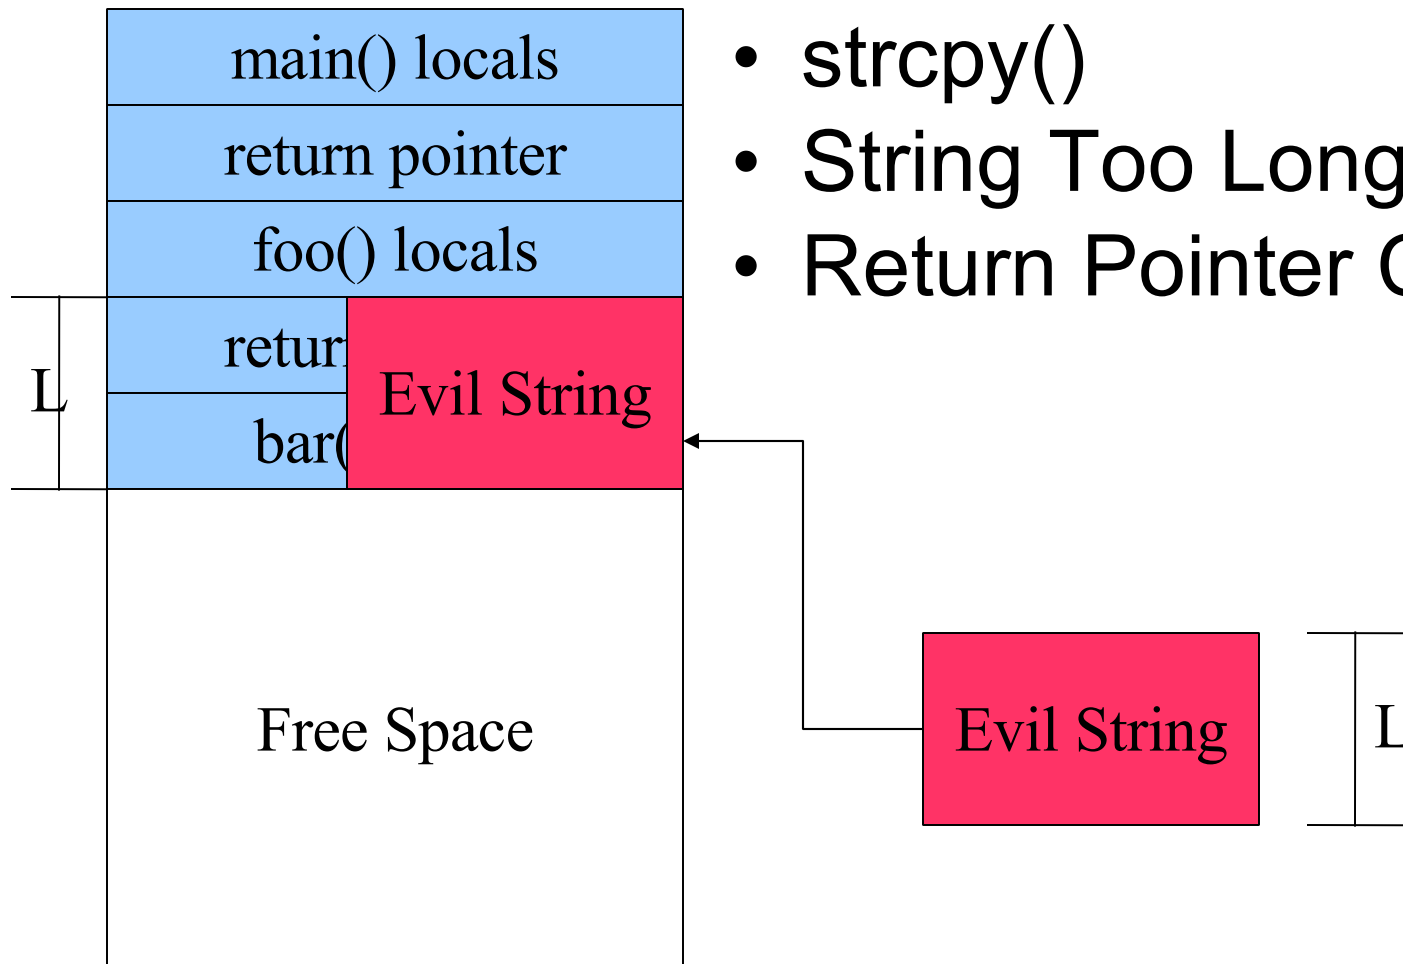 main() locals
return pointer
foo() locals
retur
bar(
Evil String
L
Free Space
• strcpy()
• String Too Long
• Return Pointer
Evil String
L